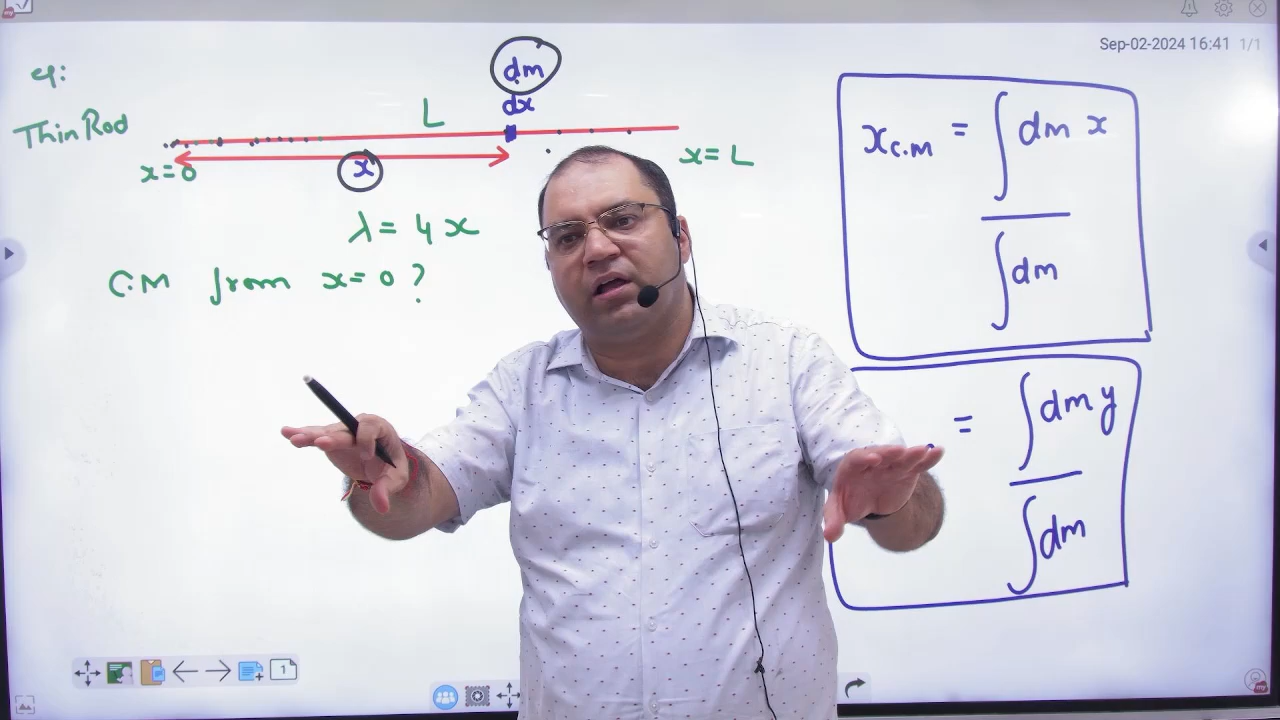 Sep-02-2024 16:41 1/1
eg:
Thin Rod
dm
dx
L
x=0
x
x= L
λ= 4x
C.M from x=0 ?
x C.M = ∫dm x
∫dm
= ∫dm y
∫dm
1